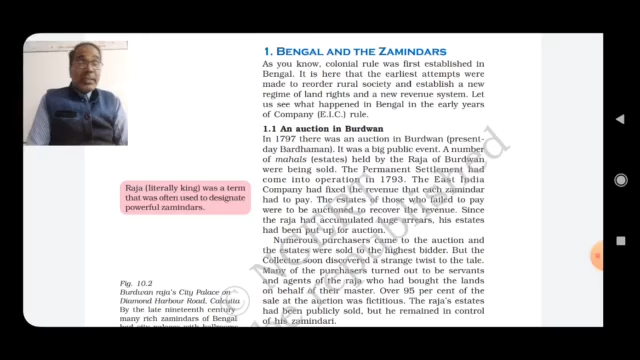 1. BENGAL AND THE ZAMINDARS
As you know, colonial rule was first established in
Bengal. It is here that the earliest attempts were
made to reorder rural society and establish a new
regime of land rights and a new revenue system. Let
us see what happened in Bengal in the early years
of Company (E.I.C.) rule.
1.1 An auction in Burdwan
In 1797 there was an auction in Burdwan (present-
day Bardhaman). It was a big public event. A number
of mahals (estates) held by the Raja of Burdwan
were being sold. The Permanent Settlement had
come into operation in 1793. The East India
Company had fixed the revenue that each zamindar
had to pay. The estates of those who failed to pay
were to be auctioned to recover the revenue. Since
the raja had accumulated huge arrears, his estates
had been put up for auction.
Numerous purchasers came to the auction and
the estates were sold to the highest bidder. But the
Collector soon discovered a strange twist to the tale.
Many of the purchasers turned out to be servants
and agents of the raja who had bought the lands
on behalf of their master. Over 95 per cent of the
sale at the auction was fictitious. The raja's estates
had been publicly sold, but he remained in control
of his zamindari.
Raja (literally king) was a term
that was often used to designate
powerful zamindars.
Fig. 10.2
Burdwan raja's City Palace on
Diamond Harbour Road, Calcutta
By the late nineteenth century
many rich zamindars of Bengal
had city palaces with ballrooms
© NCERT
be republished